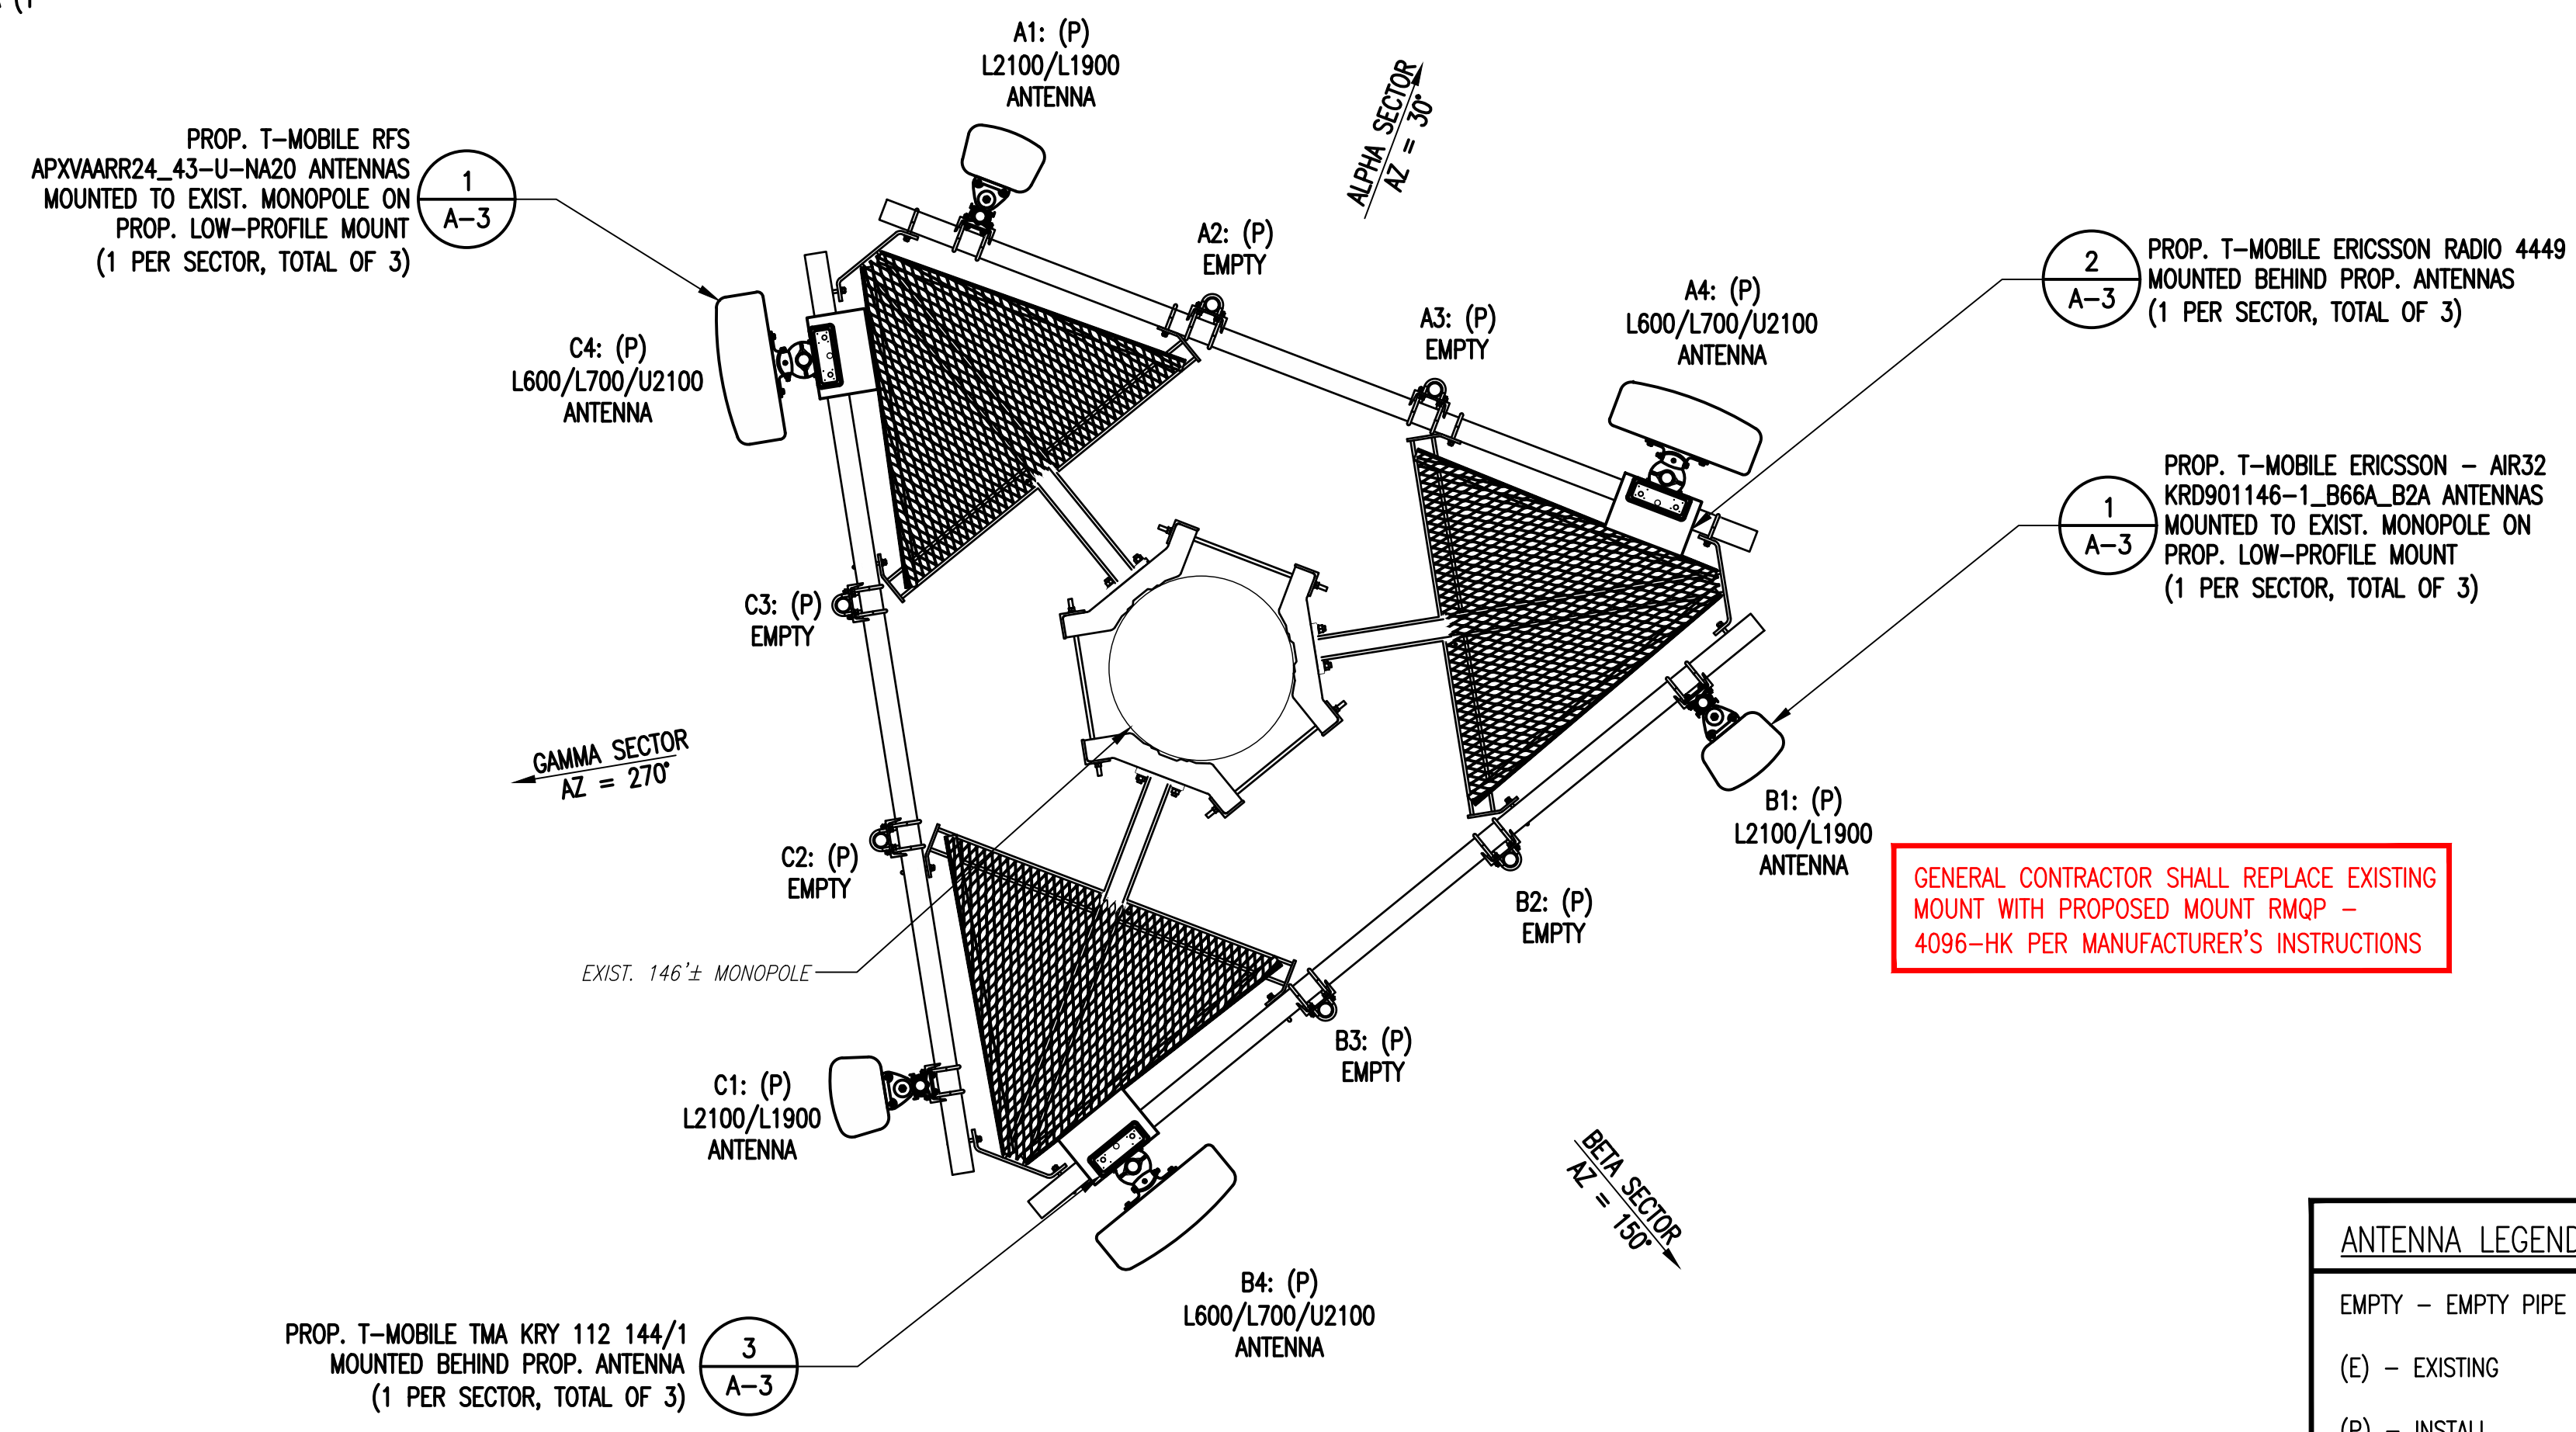 A1: (P)
L2100/L1900
ANTENNA
ALPHA SECTOR
AZ = 30°
PROP. T-MOBILE RFS
APXVAARR24_43-U-NA20 ANTENNAS
MOUNTED TO EXIST. MONOPOLE ON
PROP. LOW-PROFILE MOUNT
(1 PER SECTOR, TOTAL OF 3)
1
A-3
A2: (P)
EMPTY
2
A-3
PROP. T-MOBILE ERICSSON RADIO 4449
MOUNTED BEHIND PROP. ANTENNAS
(1 PER SECTOR, TOTAL OF 3)
A4: (P)
L600/L700/U2100
ANTENNA
A3: (P)
EMPTY
C4: (P)
L600/L700/U2100
ANTENNA
1
A-3
PROP. T-MOBILE ERICSSON - AIR32
KRD901146-1_B66A_B2A ANTENNAS
MOUNTED TO EXIST. MONOPOLE ON
PROP. LOW-PROFILE MOUNT
(1 PER SECTOR, TOTAL OF 3)
C3: (P)
EMPTY
GAMMA SECTOR
AZ = 270°
B1: (P)
L2100/L1900
ANTENNA
C2: (P)
EMPTY
GENERAL CONTRACTOR SHALL REPLACE EXISTING
MOUNT WITH PROPOSED MOUNT RMQP -
4096-HK PER MANUFACTURER'S INSTRUCTIONS
B2: (P)
EMPTY
EXIST. 146'± MONOPOLE
B3: (P)
EMPTY
C1: (P)
L2100/L1900
ANTENNA
BETA SECTOR
AZ = 150°
B4: (P)
L600/L700/U2100
ANTENNA
PROP. T-MOBILE TMA KRY 112 144/1
MOUNTED BEHIND PROP. ANTENNA
(1 PER SECTOR, TOTAL OF 3)
3
A-3
ANTENNA LEGEND
EMPTY - EMPTY PIPE
(E) - EXISTING
(P) - INSTALL